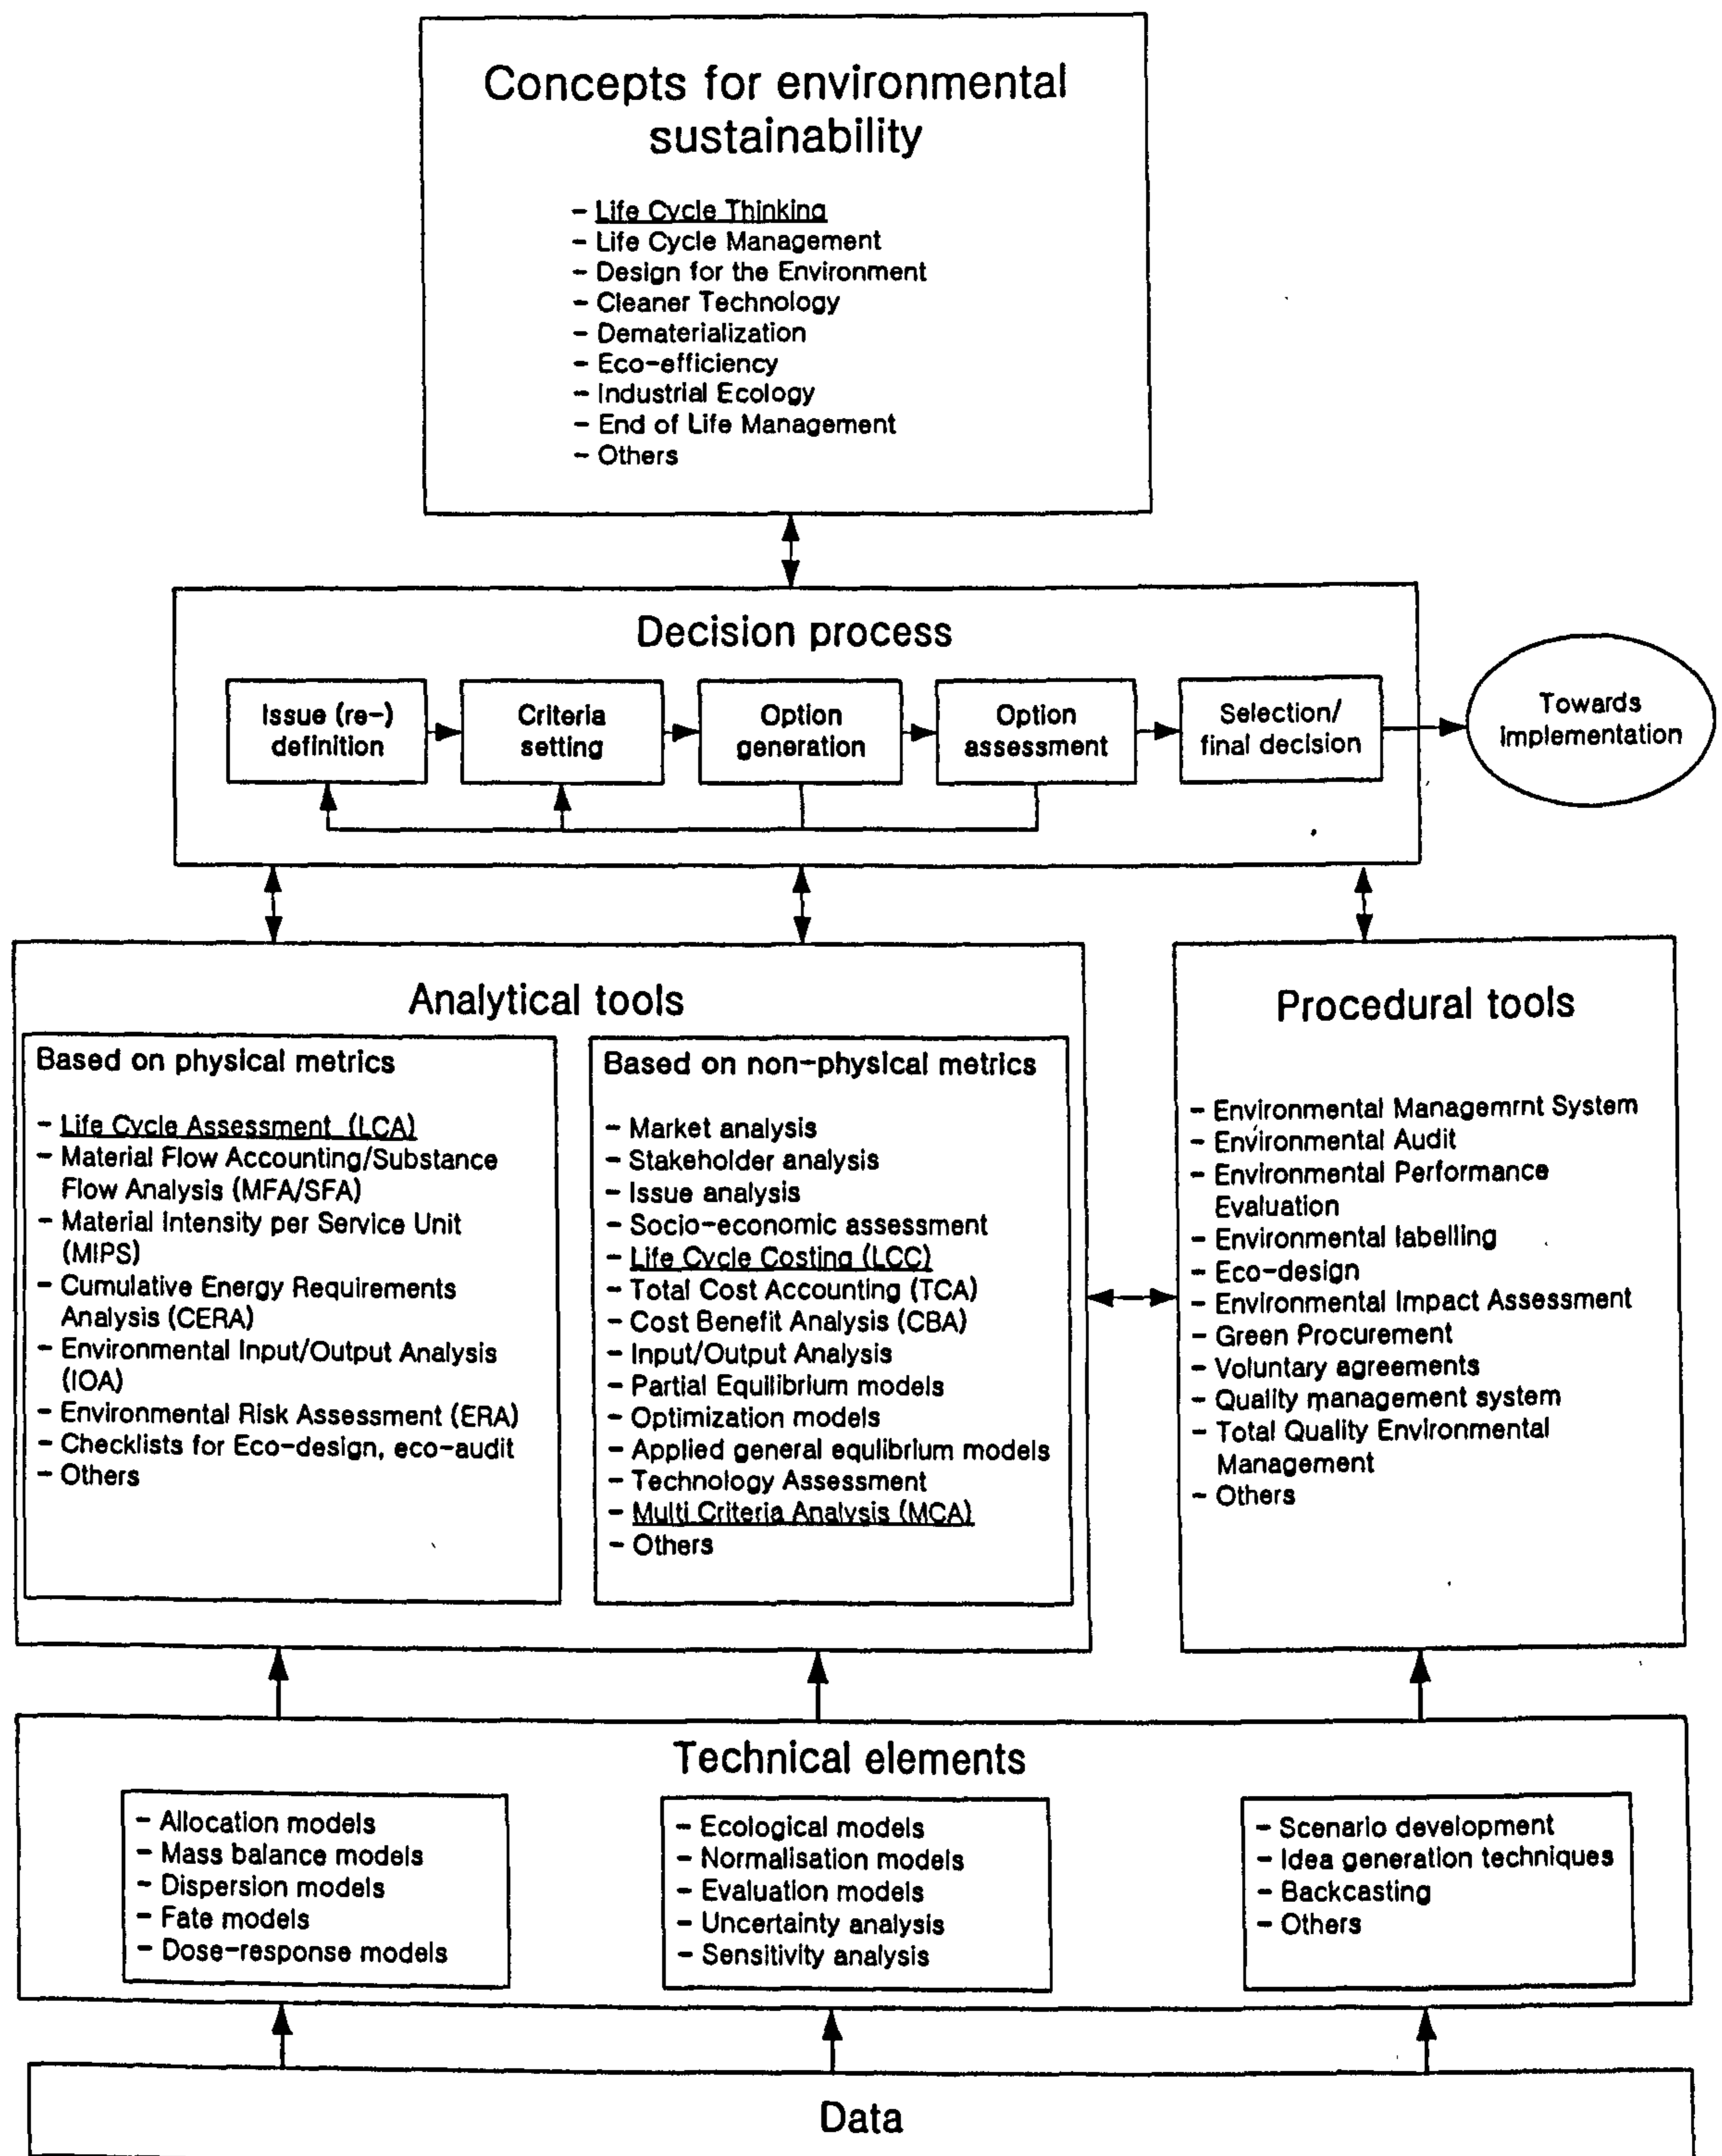 Concepts for environmental
sustainability
- Life Cycle Thinking
- Life Cycle Management
- Design for the Environment
- Cleaner Technology
- Dematerialization
- Eco-efficiency
- Industrial Ecology
- End of Life Management
- Others
Decision process
Issue (re-)
definition
Criteria
setting
Option
generation
Option
assessment
Selection/
final decision
Towards
implementation
Analytical tools
Based on physical metrics
- Life Cycle Assessment (LCA)
- Material Flow Accounting/Substance
Flow Analysis (MFA/SFA)
- Material Intensity per Service Unit
(MIPS)
- Cumulative Energy Requirements
Analysis (CERA)
- Environmental Input/Output Analysis
(IOA)
- Environmental Risk Assessment (ERA)
- Checklists for Eco-design, eco-audit
- Others
Based on non-physical metrics
- Market analysis
- Stakeholder analysis
- Issue analysis
- Socio-economic assessment
- Life Cycle Costing (LCC)
- Total Cost Accounting (TCA)
- Cost Benefit Analysis (CBA)
- Input/Output Analysis
- Partial Equilibrium models
- Optimization models
- Applied general equlibrium models
- Technology Assessment
- Multi Criteria Analysis (MCA)
- Others
Procedural tools
- Environmental Managemrnt System
- Environmental Audit
- Environmental Performance
Evaluation
- Environmental labelling
- Eco-design
- Environmental Impact Assessment
- Green Procurement
- Voluntary agreements
- Quality management system
- Total Quality Environmental
Management
- Others
Technical elements
- Allocation models
- Mass balance models
- Dispersion models
- Fate models
- Dose-response models
- Ecological models
- Normalisation models
- Evaluation models
- Uncertainty analysis
- Sensitivity analysis
- Scenario development
- Idea generation techniques
- Backcasting
- Others
Data